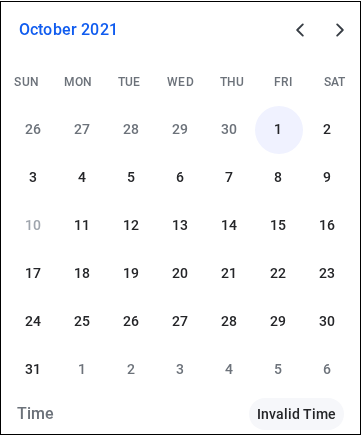 October 2021
SUN MON TUE WED THU FRI SAT
26 27 28 29 30 1 2
3 4 5 6 7 8 9
10 11 12 13 14 15 16
17 18 19 20 21 22 23
24 25 26 27 28 29 30
31 1 2 3 4 5 6
Time Invalid Time